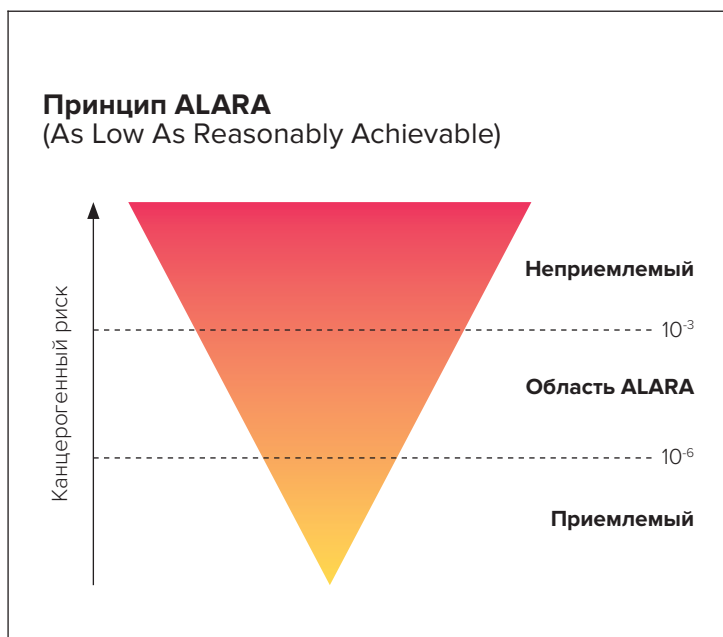 Принцип ALARA
(As Low As Reasonably Achievable)
Канцерогенный риск
Неприемлемый
10⁻³
Область ALARA
10⁻⁶
Приемлемый